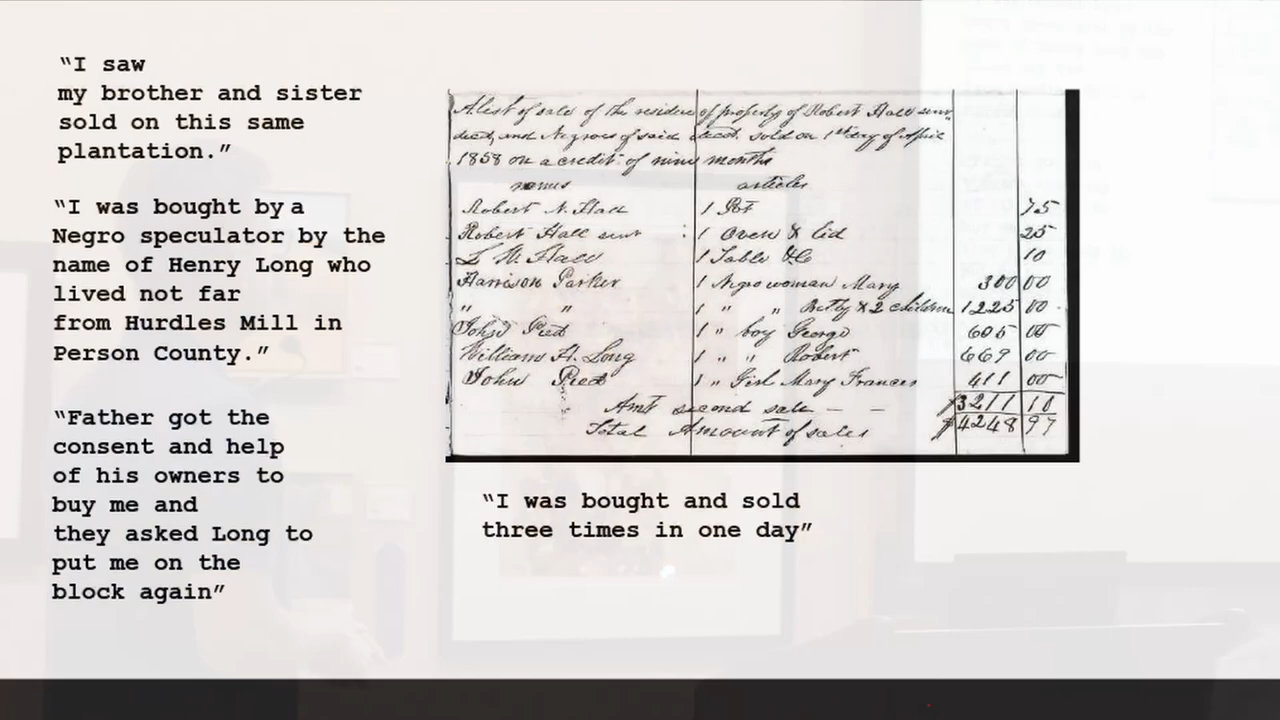 “I saw
my brother and sister
sold on this same
plantation.”
“I was bought by a
Negro speculator by the
name of Henry Long who
lived not far
from Hurdles Mill in
Person County.”
“Father got the
consent and help
of his owners to
buy me and
they asked Long to
put me on the
block again”
A list of sale of the residue of property of Robert Hall senr
decd, and Negroes of said decd. sold on 1st day of April
1858 on a credit of nine months
names articles
Robert N. Hall 1 Pot 75
Robert Hall senr 1 Oven & lid 25
L W. Hall 1 Table &c 10
Harrison Parker 1 Negro woman Mary 300 00
" " 1 " " Betsy & 2 children 1225 00
John 1 " boy George 605 00
William H. Long 1 " " Robert 669 00
John 1 " Girl Mary Frances 411 00
Amt second sale — — $3211 10
Total Amount of sales $4248 97
“I was bought and sold
three times in one day”